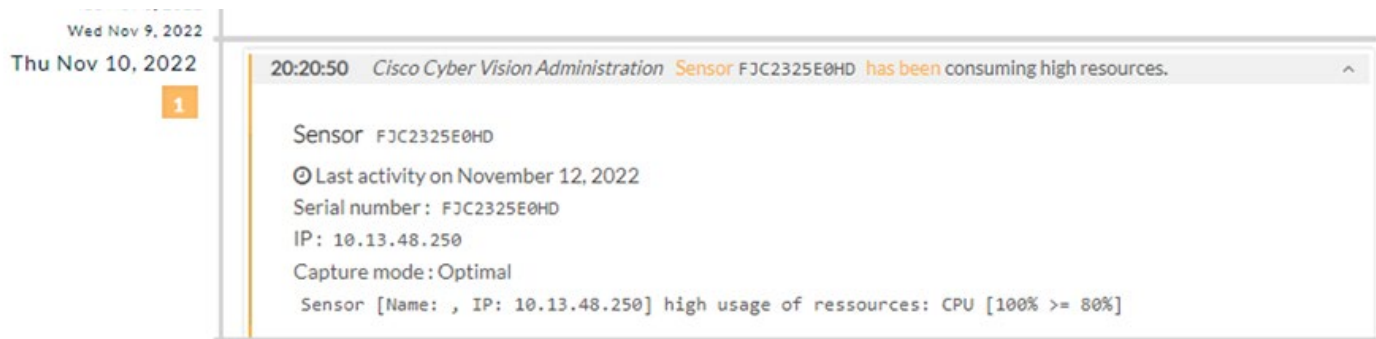 Wed Nov 9, 2022
Thu Nov 10, 2022
1
20:20:50 Cisco Cyber Vision Administration Sensor FJC2325E0HD has been consuming high resources.
Sensor FJC2325E0HD
Last activity on November 12, 2022
Serial number: FJC2325E0HD
IP: 10.13.48.250
Capture mode: Optimal
Sensor [Name: , IP: 10.13.48.250] high usage of ressources: CPU [100% >= 80%]